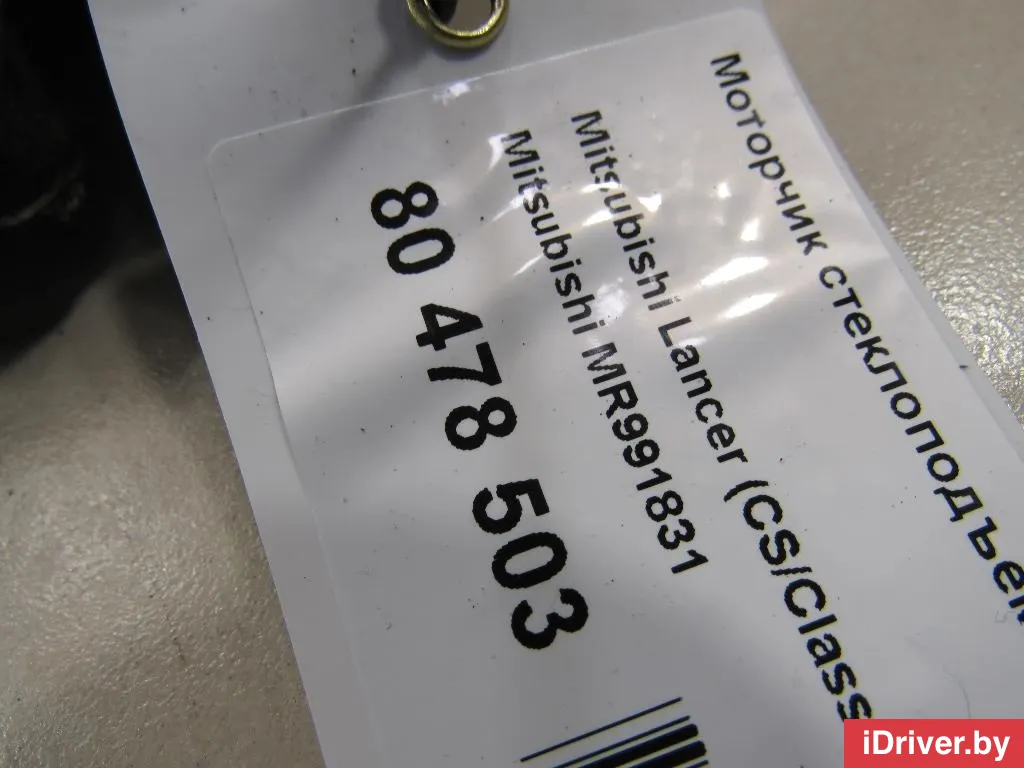 Моторчик стеклоподъем
Mitsubishi Lancer (CS/Class
Mitsubishi MR991831
80 478 503
iDriver.by